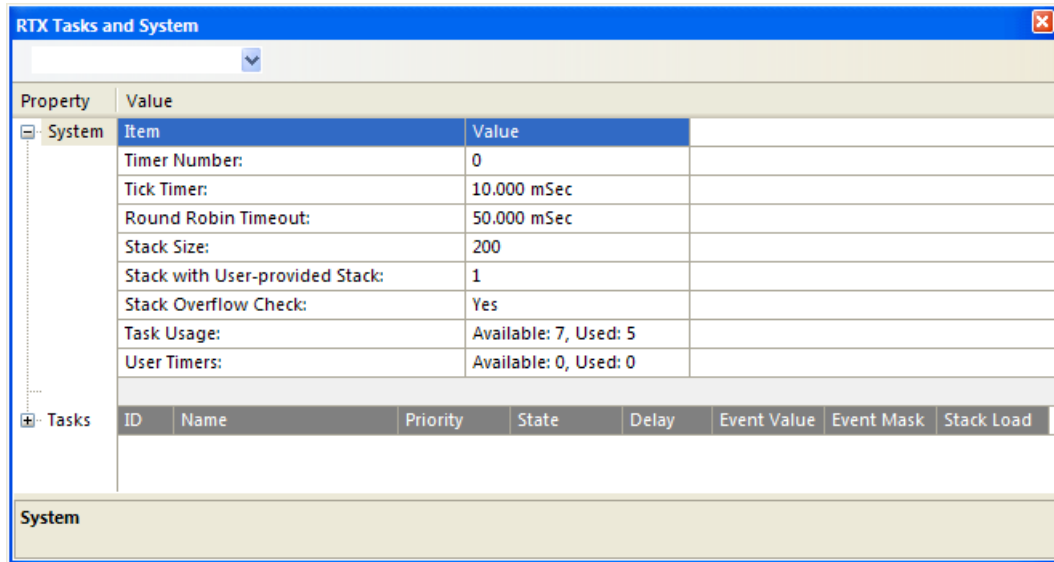 RTX Tasks and System
Property Value
System Item Value
Timer Number: 0
Tick Timer: 10.000 mSec
Round Robin Timeout: 50.000 mSec
Stack Size: 200
Stack with User-provided Stack: 1
Stack Overflow Check: Yes
Task Usage: Available: 7, Used: 5
User Timers: Available: 0, Used: 0
Tasks ID Name Priority State Delay Event Value Event Mask Stack Load
System